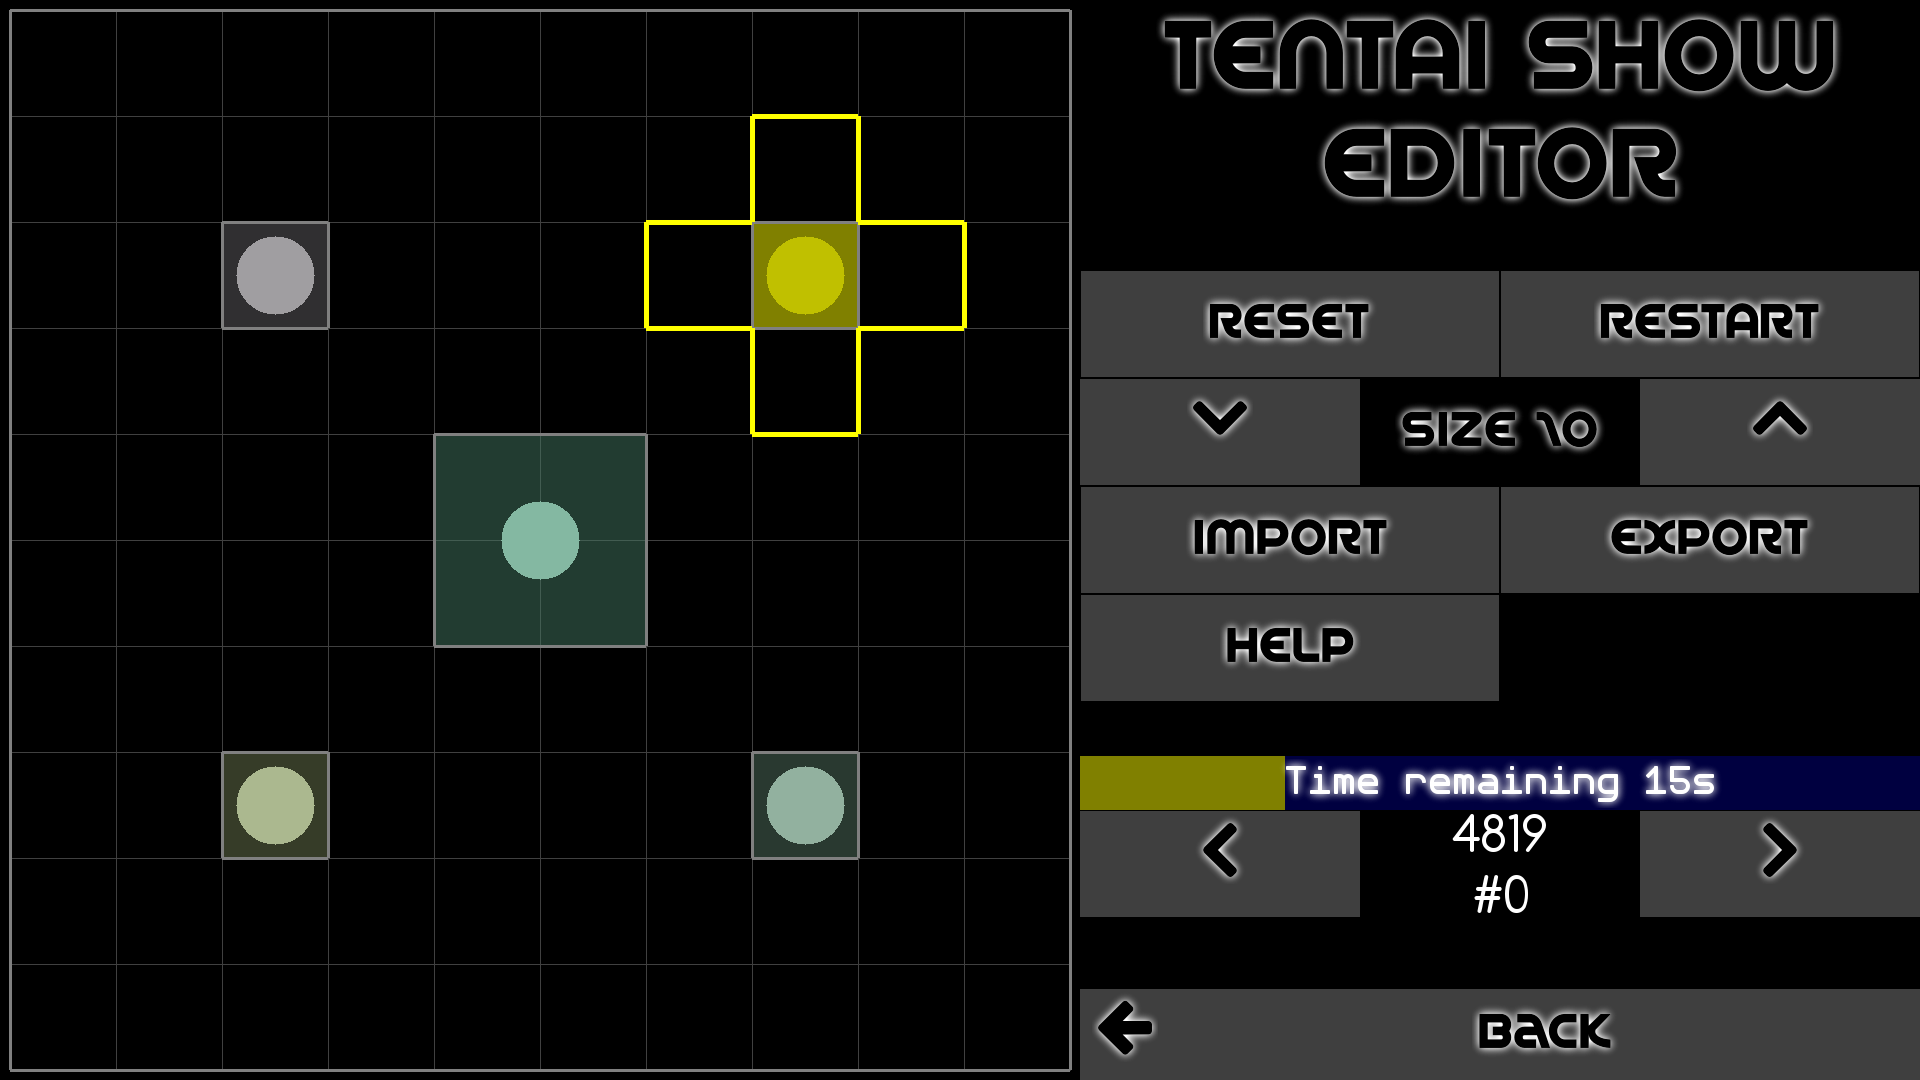 TENTAI SHOW
EDITOR
RESET
RESTART
SIZE 10
IMPORT
EXPORT
HELP
Time remaining 15s
4819
#0
BACK